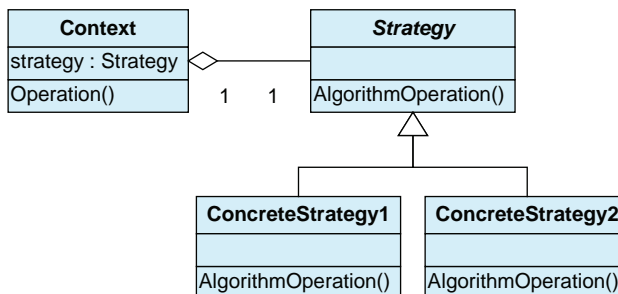 Context
strategy : Strategy
Operation()
1 1
Strategy
AlgorithmOperation()
ConcreteStrategy1
AlgorithmOperation()
ConcreteStrategy2
AlgorithmOperation()